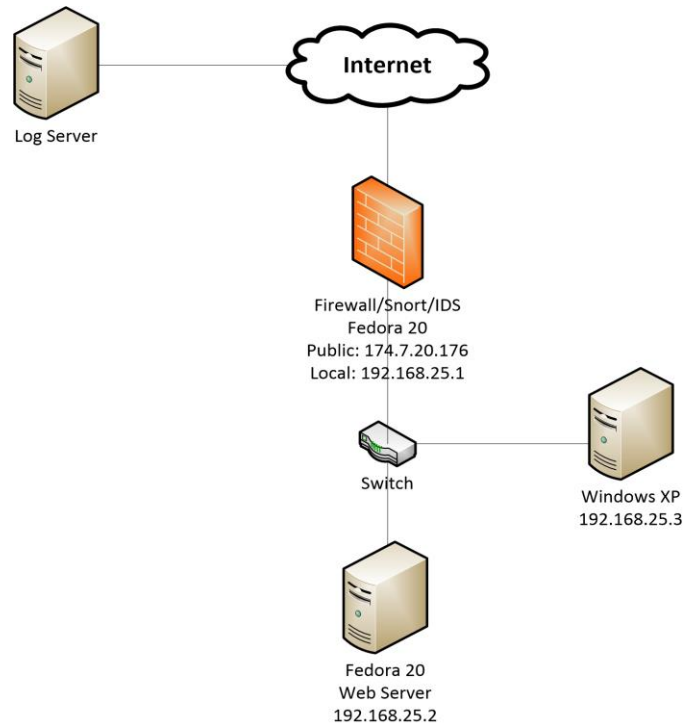 Internet
Log Server
Firewall/Snort/IDS
Fedora 20
Public: 174.7.20.176
Local: 192.168.25.1
Switch
Windows XP
192.168.25.3
Fedora 20
Web Server
192.168.25.2